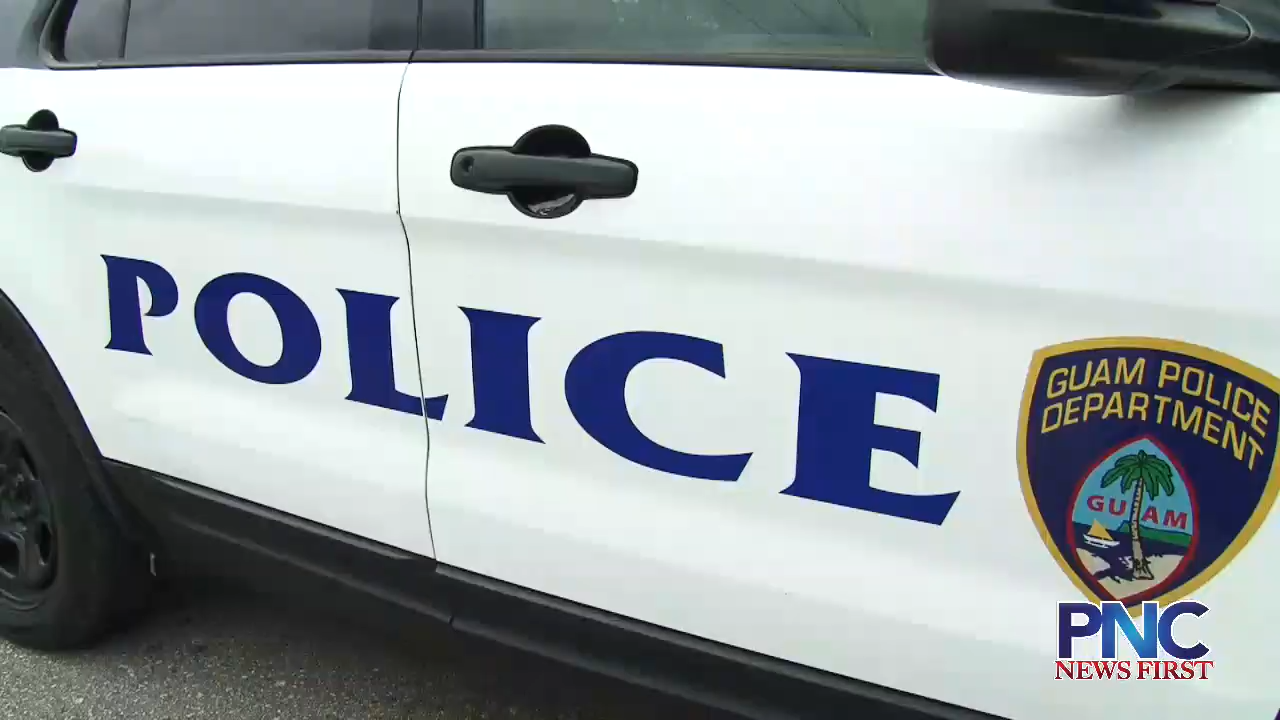 POLICE
GUAM POLICE
DEPARTMENT
GUAM
PNC
NEWS FIRST